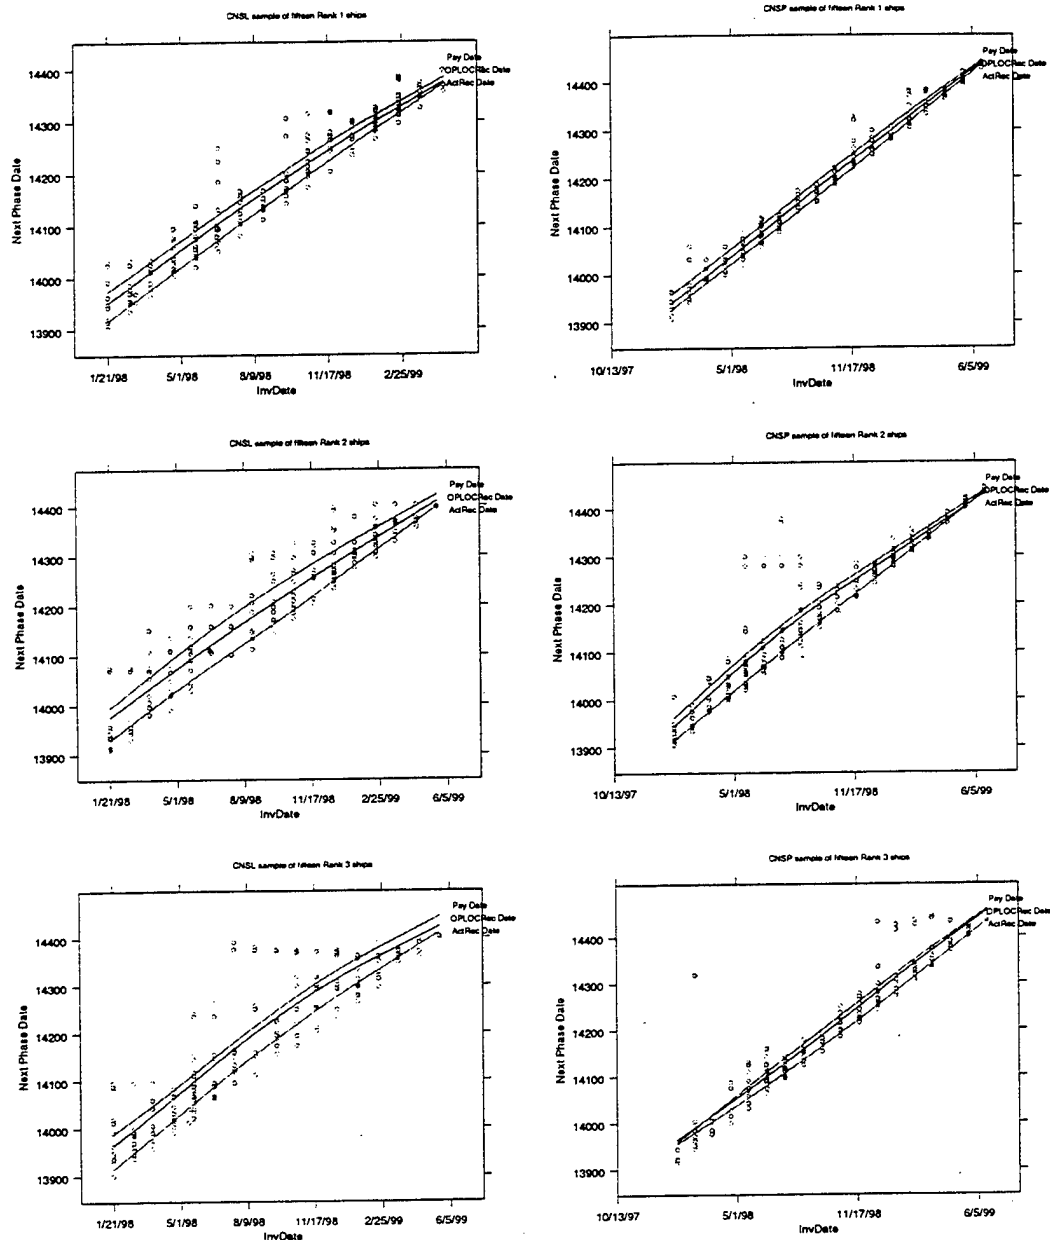 CNSL sample of fifteen Rank 1 ships
Pay Date
OPLOCRec Date
ActRec Date
14400
14300
14200
14100
14000
13900
Next Phase Date
1/21/98 5/1/98 8/9/98 11/17/98 2/25/99
InvDate
CNSP sample of fifteen Rank 1 ships
Pay Date
OPLOCRec Date
ActRec Date
14400
14300
14200
14100
14000
13900
Next Phase Date
10/13/97 5/1/98 11/17/98 6/5/99
InvDate
CNSL sample of fifteen Rank 2 ships
Pay Date
OPLOCRec Date
ActRec Date
14400
14300
14200
14100
14000
13900
Next Phase Date
1/21/98 5/1/98 8/9/98 11/17/98 2/25/99 6/5/99
InvDate
CNSP sample of fifteen Rank 2 ships
Pay Date
OPLOCRec Date
ActRec Date
14400
14300
14200
14100
14000
13900
Next Phase Date
10/13/97 5/1/98 11/17/98 6/5/99
InvDate
CNSL sample of fifteen Rank 3 ships
Pay Date
OPLOCRec Date
ActRec Date
14400
14300
14200
14100
14000
13900
Next Phase Date
1/21/98 5/1/98 8/9/98 11/17/98 2/25/99 6/5/99
InvDate
CNSP sample of fifteen Rank 3 ships
Pay Date
OPLOCRec Date
ActRec Date
14400
14300
14200
14100
14000
13900
Next Phase Date
10/13/97 5/1/98 11/17/98 6/5/99
InvDate